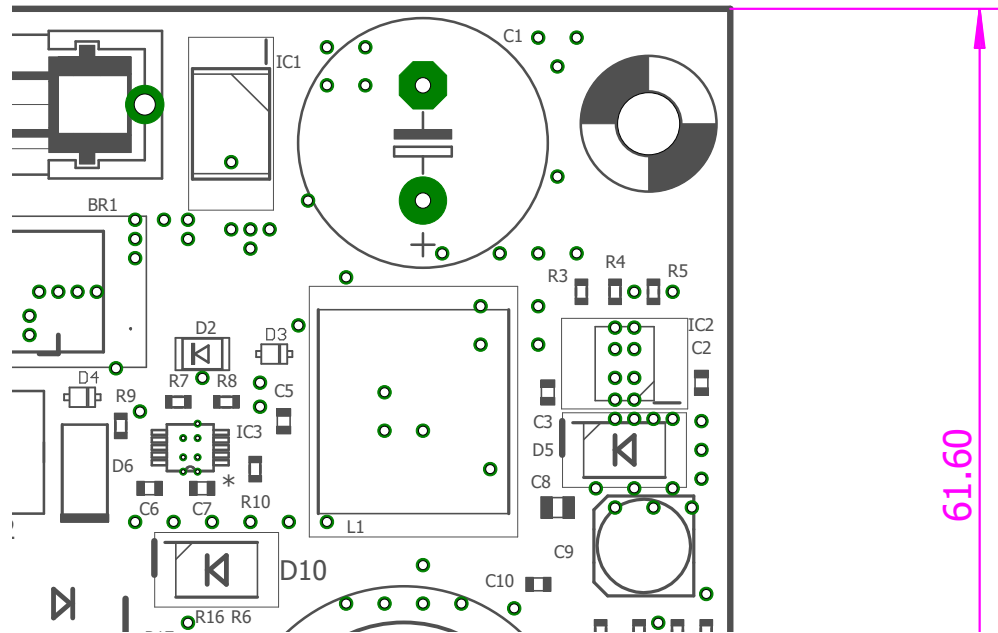 C1
IC1
BR1
R3
R4
R5
IC2
D2
D3
C2
D4
R7
R8
R9
C5
IC3
C3
D5
D6
*
R10
C8
C6
C7
L1
C9
D10
C10
R16 R6
61.60